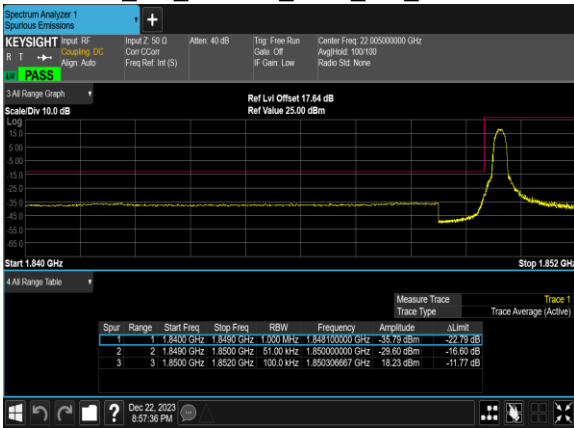 Spectrum Analyzer 1
Spurious Emissions
+
KEYSIGHT Input: RF Input Z: 50 Ω Atten: 40 dB Trig: Free Run Center Freq: 22.005000000 GHz
R T Coupling: DC Corr CCorr Gate: Off Avg|Hold: 100/100
Align: Auto Freq Ref: Int (S) IF Gain: Low Radio Std: None
PASS
3 All Range Graph
Ref Lvl Offset 17.64 dB
Scale/Div 10.0 dB Ref Value 25.00 dBm
Log
15.0
5.00
-5.00
-15.0
-25.0
-35.0
-45.0
-55.0
-65.0
Start 1.840 GHz Stop 1.852 GHz
4 All Range Table
Measure Trace Trace 1
Trace Type Trace Average (Active)
Spur Range Start Freq Stop Freq RBW Frequency Amplitude ΔLimit
1 1 1.8400 GHz 1.8490 GHz 1.000 MHz 1.848100000 GHz -35.79 dBm -22.79 dB
2 2 1.8490 GHz 1.8500 GHz 51.00 kHz 1.850000000 GHz -29.60 dBm -16.60 dB
3 3 1.8500 GHz 1.8520 GHz 100.0 kHz 1.850306667 GHz 18.23 dBm -11.77 dB
? Dec 22, 2023
8:57:36 PM